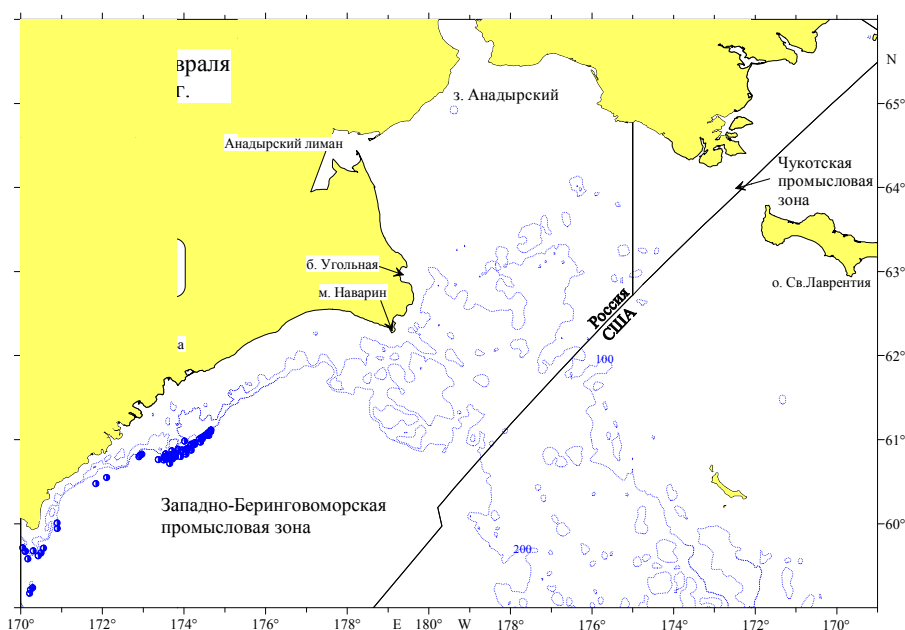 враля
г.
з. Анадырский
N
65°
Анадырский лиман
Чукотская
промысловая
зона
64°
б. Угольная
63°
о. Св.Лаврентия
м. Наварин
Россия
США
а
100
62°
61°
Западно-Беринговоморская
промысловая зона
60°
200
170° 172° 174° 176° 178° E 180° W 178° 176° 174° 172° 170°